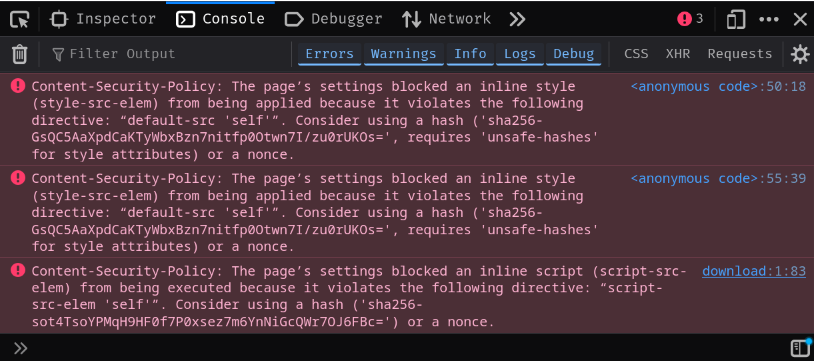 Inspector Console Debugger Network 3
Filter Output Errors Warnings Info Logs Debug CSS XHR Requests
Content-Security-Policy: The page’s settings blocked an inline style <anonymous code>:50:18
(style-src-elem) from being applied because it violates the following
directive: “default-src 'self'”. Consider using a hash ('sha256-
GsQC5AaXpdCaKTyWbxBzn7nitfp0Otwn7I/zu0rUKOs=', requires 'unsafe-hashes'
for style attributes) or a nonce.
Content-Security-Policy: The page’s settings blocked an inline style <anonymous code>:55:39
(style-src-elem) from being applied because it violates the following
directive: “default-src 'self'”. Consider using a hash ('sha256-
GsQC5AaXpdCaKTyWbxBzn7nitfp0Otwn7I/zu0rUKOs=', requires 'unsafe-hashes'
for style attributes) or a nonce.
Content-Security-Policy: The page’s settings blocked an inline script (script-src- download:1:83
elem) from being executed because it violates the following directive: “script-
src-elem 'self'”. Consider using a hash ('sha256-
sot4TsoYPMqH9HF0f7P0xsez7m6YnNiGcQWr7OJ6FBc=') or a nonce.